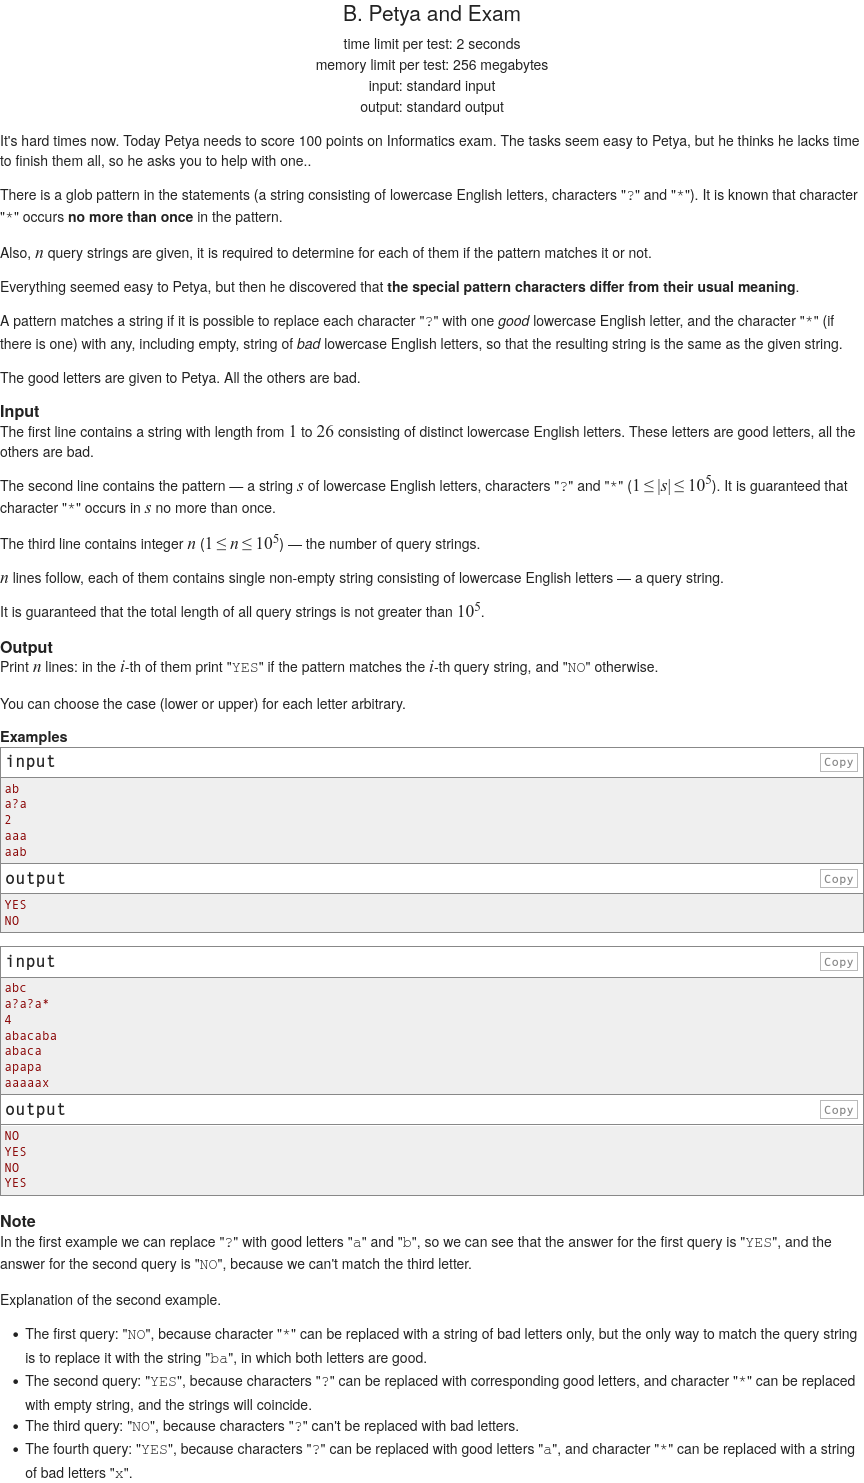 B. Petya and Exam
time limit per test: 2 seconds
memory limit per test: 256 megabytes
input: standard input
output: standard output
It's hard times now. Today Petya needs to score 100 points on Informatics exam. The tasks seem easy to Petya, but he thinks he lacks time
to finish them all, so he asks you to help with one..
There is a glob pattern in the statements (a string consisting of lowercase English letters, characters "?" and "*"). It is known that character
"*" occurs no more than once in the pattern.
Also, n query strings are given, it is required to determine for each of them if the pattern matches it or not.
Everything seemed easy to Petya, but then he discovered that the special pattern characters differ from their usual meaning.
A pattern matches a string if it is possible to replace each character "?" with one good lowercase English letter, and the character "*" (if
there is one) with any, including empty, string of bad lowercase English letters, so that the resulting string is the same as the given string.
The good letters are given to Petya. All the others are bad.
Input
The first line contains a string with length from 1 to 26 consisting of distinct lowercase English letters. These letters are good letters, all the
others are bad.
The second line contains the pattern — a string s of lowercase English letters, characters "?" and "*" (1 ≤ |s| ≤ 10^5). It is guaranteed that
character "*" occurs in s no more than once.
The third line contains integer n (1 ≤ n ≤ 10^5) — the number of query strings.
n lines follow, each of them contains single non-empty string consisting of lowercase English letters — a query string.
It is guaranteed that the total length of all query strings is not greater than 10^5.
Output
Print n lines: in the i-th of them print "YES" if the pattern matches the i-th query string, and "NO" otherwise.
You can choose the case (lower or upper) for each letter arbitrary.
Examples
input Copy
ab
a?a
2
aaa
aab
output Copy
YES
NO
input Copy
abc
a?a?a*
4
abacaba
abaca
apapa
aaaaax
output Copy
NO
YES
NO
YES
Note
In the first example we can replace "?" with good letters "a" and "b", so we can see that the answer for the first query is "YES", and the
answer for the second query is "NO", because we can't match the third letter.
Explanation of the second example.
• The first query: "NO", because character "*" can be replaced with a string of bad letters only, but the only way to match the query string
is to replace it with the string "ba", in which both letters are good.
• The second query: "YES", because characters "?" can be replaced with corresponding good letters, and character "*" can be replaced
with empty string, and the strings will coincide.
• The third query: "NO", because characters "?" can't be replaced with bad letters.
• The fourth query: "YES", because characters "?" can be replaced with good letters "a", and character "*" can be replaced with a string
of bad letters "x".